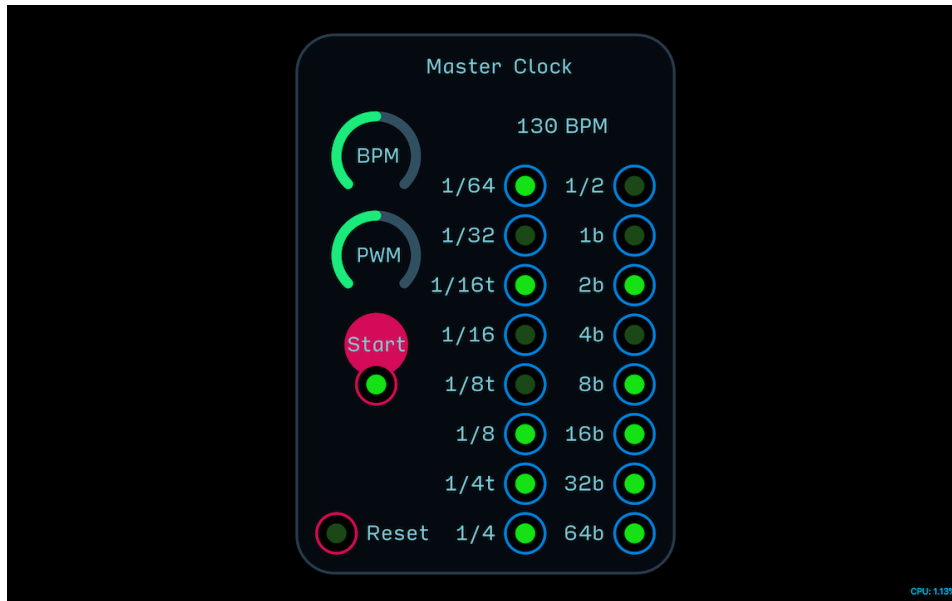 Master Clock
130 BPM
BPM
1/64 1/2
1/32 1b
PWM
1/16t 2b
1/16 4b
Start
1/8t 8b
1/8 16b
1/4t 32b
Reset 1/4 64b